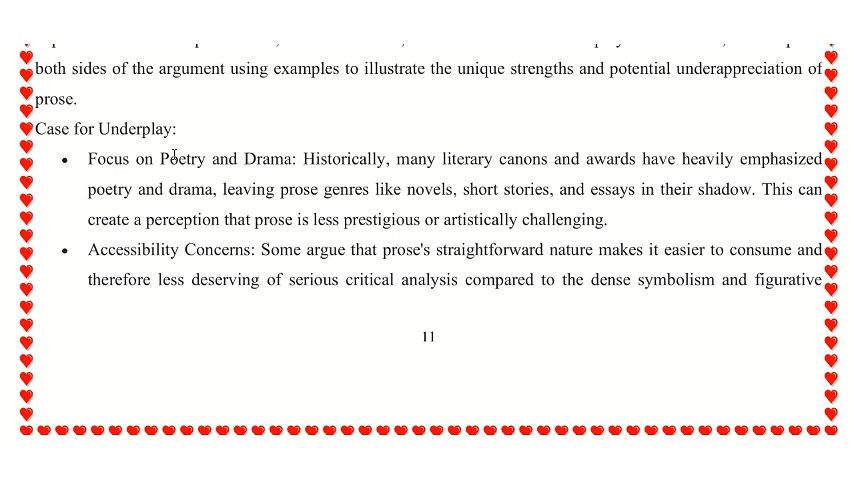 both sides of the argument using examples to illustrate the unique strengths and potential underappreciation of
prose.
Case for Underplay:
• Focus on Poetry and Drama: Historically, many literary canons and awards have heavily emphasized
poetry and drama, leaving prose genres like novels, short stories, and essays in their shadow. This can
create a perception that prose is less prestigious or artistically challenging.
• Accessibility Concerns: Some argue that prose's straightforward nature makes it easier to consume and
therefore less deserving of serious critical analysis compared to the dense symbolism and figurative
11